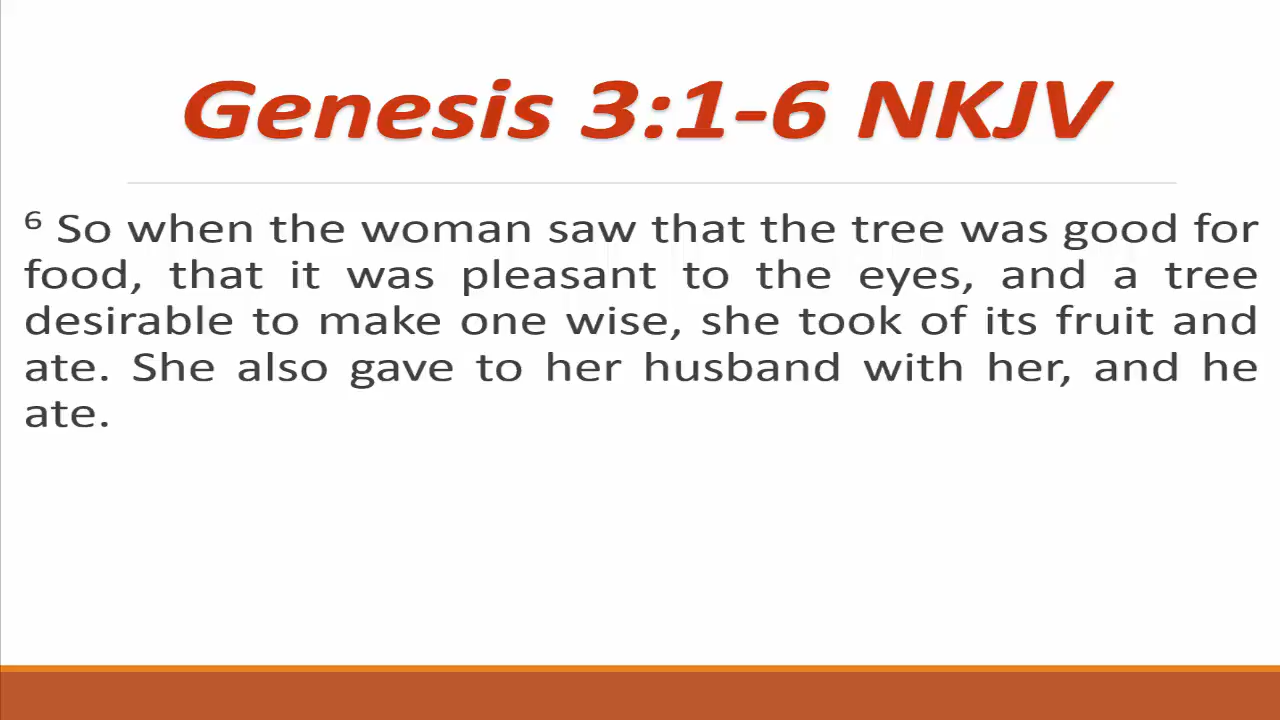 Genesis 3:1-6 NKJV
6 So when the woman saw that the tree was good for
food, that it was pleasant to the eyes, and a tree
desirable to make one wise, she took of its fruit and
ate. She also gave to her husband with her, and he
ate.